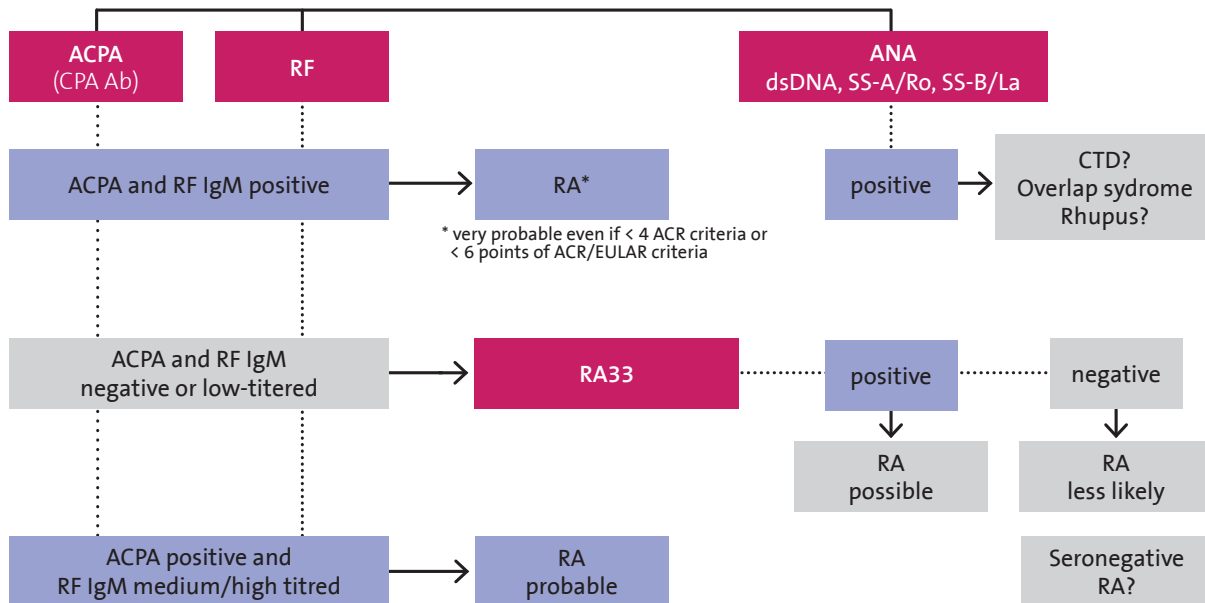 ACPA
(CPA Ab)
RF
ANA
dsDNA, SS-A/Ro, SS-B/La
ACPA and RF IgM positive
RA*
* very probable even if < 4 ACR criteria or
< 6 points of ACR/EULAR criteria
positive
CTD?
Overlap sydrome
Rhupus?
ACPA and RF IgM
negative or low-titered
RA33
positive
negative
RA
possible
RA
less likely
ACPA positive and
RF IgM medium/high titred
RA
probable
Seronegative
RA?